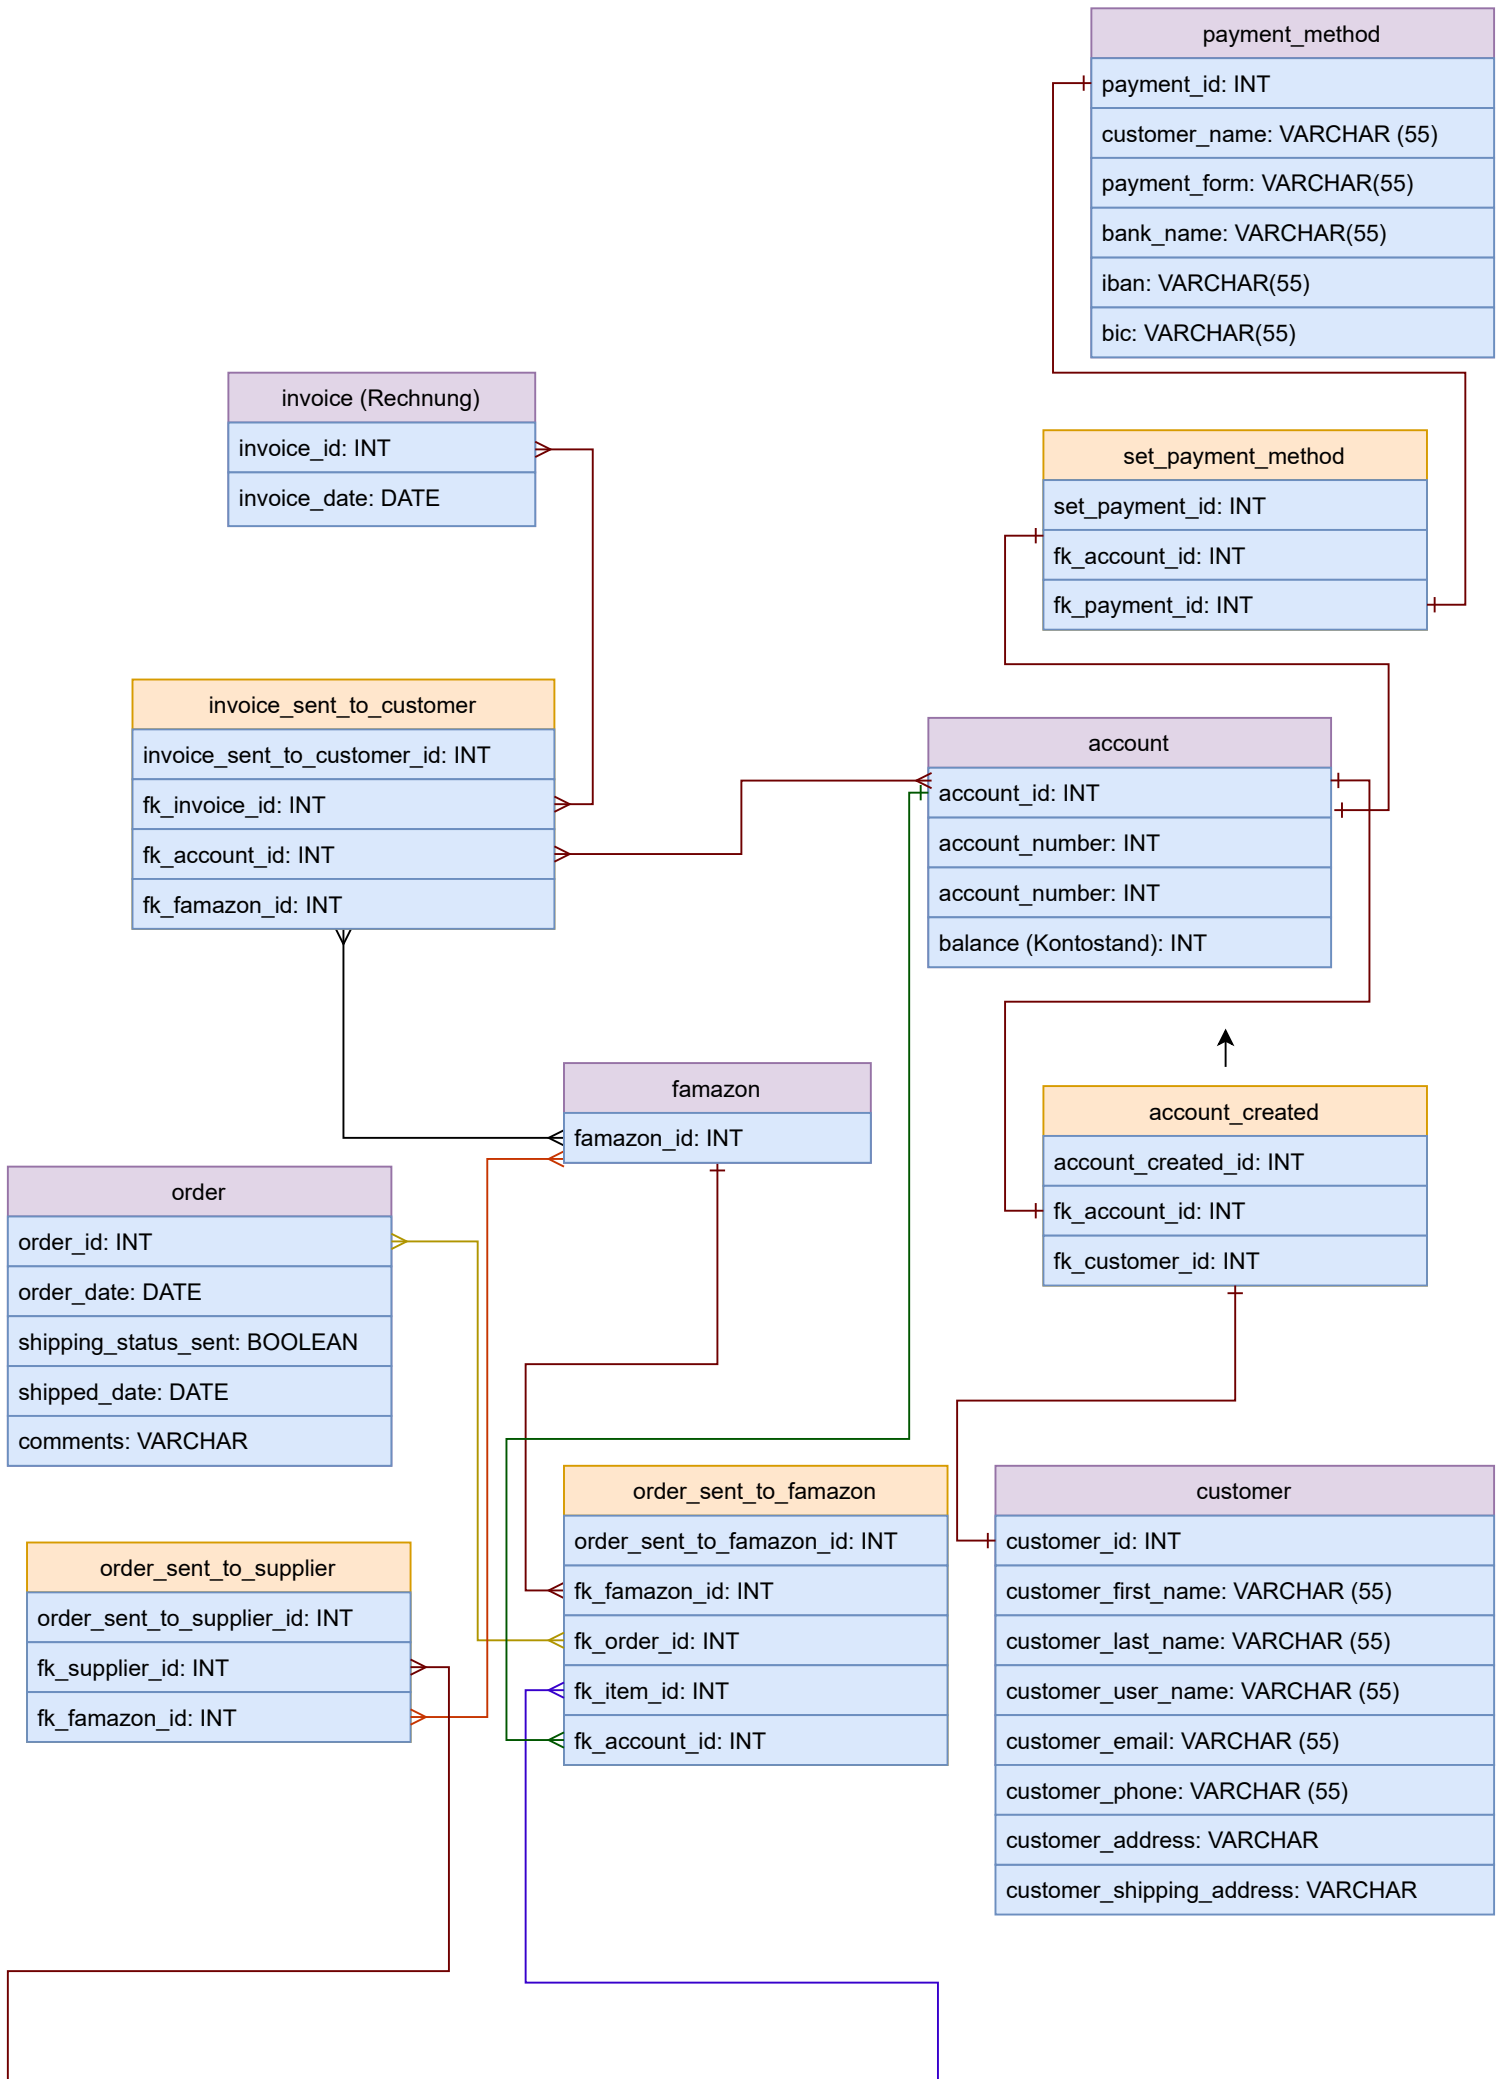 payment_method
payment_id: INT
customer_name: VARCHAR (55)
payment_form: VARCHAR(55)
bank_name: VARCHAR(55)
iban: VARCHAR(55)
bic: VARCHAR(55)
invoice (Rechnung)
invoice_id: INT
invoice_date: DATE
set_payment_method
set_payment_id: INT
fk_account_id: INT
fk_payment_id: INT
invoice_sent_to_customer
invoice_sent_to_customer_id: INT
fk_invoice_id: INT
fk_account_id: INT
fk_famazon_id: INT
account
account_id: INT
account_number: INT
account_number: INT
balance (Kontostand): INT
famazon
famazon_id: INT
account_created
account_created_id: INT
fk_account_id: INT
fk_customer_id: INT
order
order_id: INT
order_date: DATE
shipping_status_sent: BOOLEAN
shipped_date: DATE
comments: VARCHAR
order_sent_to_famazon
order_sent_to_famazon_id: INT
fk_famazon_id: INT
fk_order_id: INT
fk_item_id: INT
fk_account_id: INT
customer
customer_id: INT
customer_first_name: VARCHAR (55)
customer_last_name: VARCHAR (55)
customer_user_name: VARCHAR (55)
customer_email: VARCHAR (55)
customer_phone: VARCHAR (55)
customer_address: VARCHAR
customer_shipping_address: VARCHAR
order_sent_to_supplier
order_sent_to_supplier_id: INT
fk_supplier_id: INT
fk_famazon_id: INT